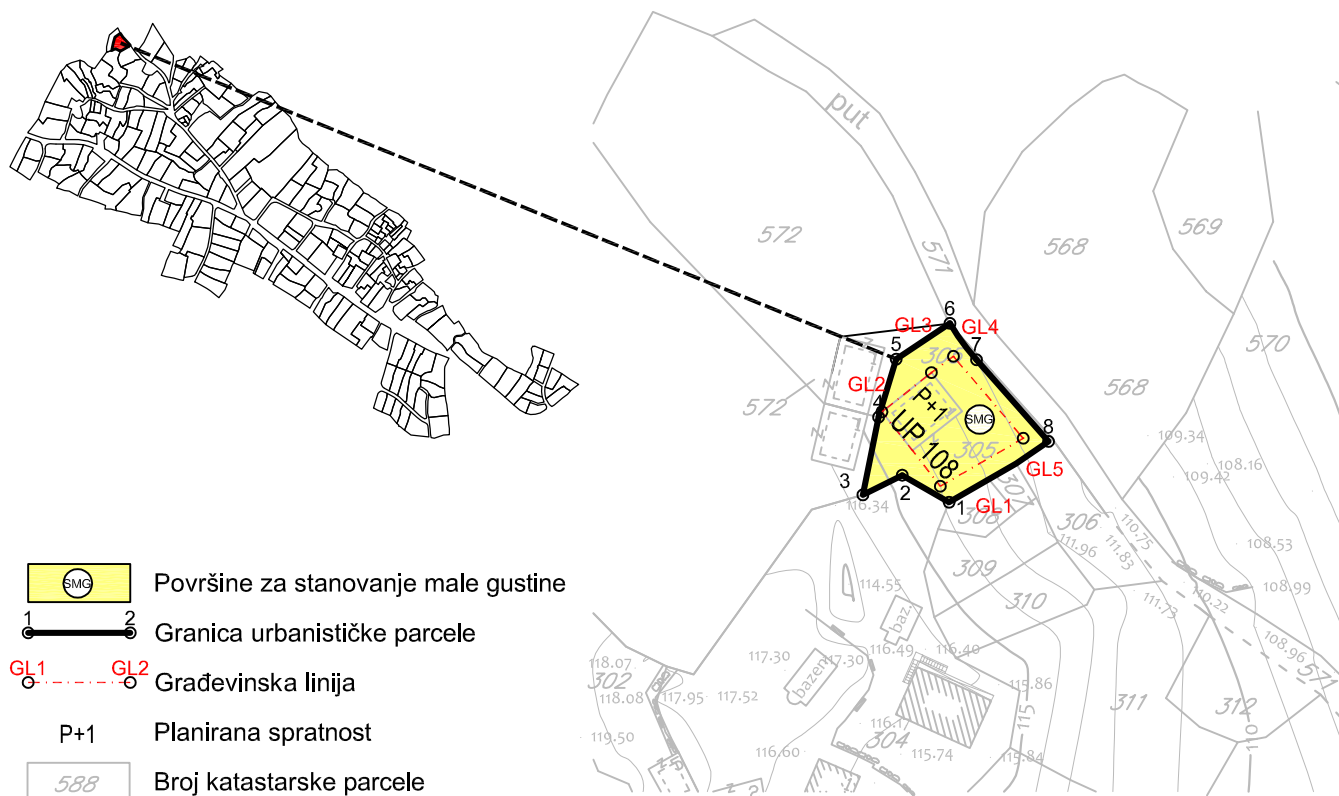 put
572
571
568
569
570
568
572
6
GL3
GL4
5
7
GL2
4
P+1
SMG
UP 108
305
8
GL5
3
2
1
GL1
307
308
306
309
310
311
312
571
304
302
109.34
108.16
109.42
108.53
108.99
110.75
111.96
111.83
111.73
110.22
108.96
110
116.34
114.55
baz.
116.49
116.40
bazen
117.30
117.30
118.07
118.08
117.95
117.52
119.50
116.60
115.86
115.74
115.84
SMG
Površine za stanovanje male gustine
1
2
Granica urbanističke parcele
GL1
GL2
Građevinska linija
P+1
Planirana spratnost
588
Broj katastarske parcele